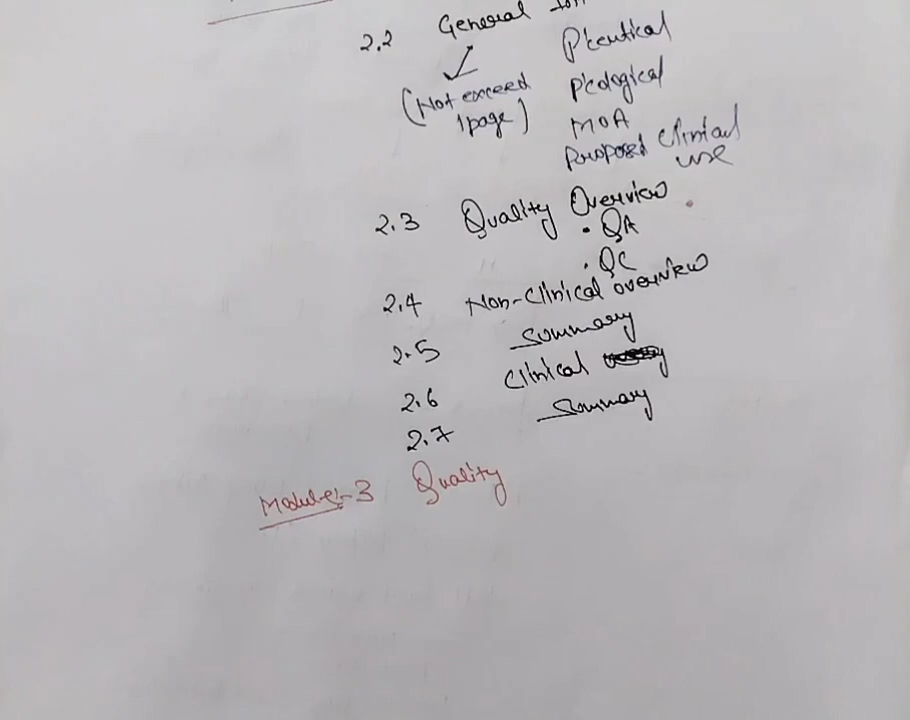 2.2 General
(Not exceed 1page)
P'ceutical
P'cological
MOA
Proposed Clinical use
2.3 Quality Overview
• QA
• QC
2.4 Non-Clinical overview
2.5 Summary
2.6 Clinical
2.7 Summary
Module:-3 Quality